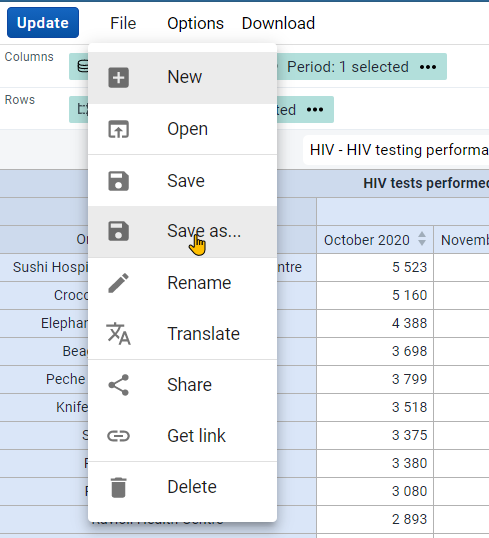 Update File Options Download
Columns Period: 1 selected
Rows ted
New
Open
HIV - HIV testing performa
Save
HIV tests performed
Save as...
October 2020 Novemb
Sushi Hospi ntre 5 523
Rename
Croco 5 160
Elephan 4 388
Translate
Bea 3 698
Peche 3 799
Share
Knife 3 518
Get link
3 375
3 380
Delete
3 080
2 893